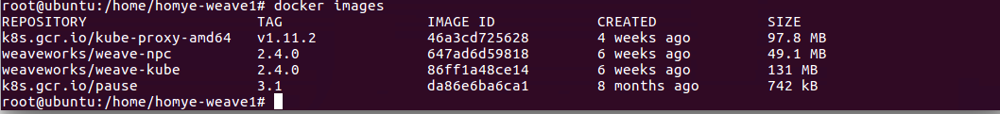 root@ubuntu:/home/homye-weave1# docker images
REPOSITORY TAG IMAGE ID CREATED SIZE
k8s.gcr.io/kube-proxy-amd64 v1.11.2 46a3cd725628 4 weeks ago 97.8 MB
weaveworks/weave-npc 2.4.0 647ad6d59818 6 weeks ago 49.1 MB
weaveworks/weave-kube 2.4.0 86ff1a48ce14 6 weeks ago 131 MB
k8s.gcr.io/pause 3.1 da86e6ba6ca1 8 months ago 742 kB
root@ubuntu:/home/homye-weave1#